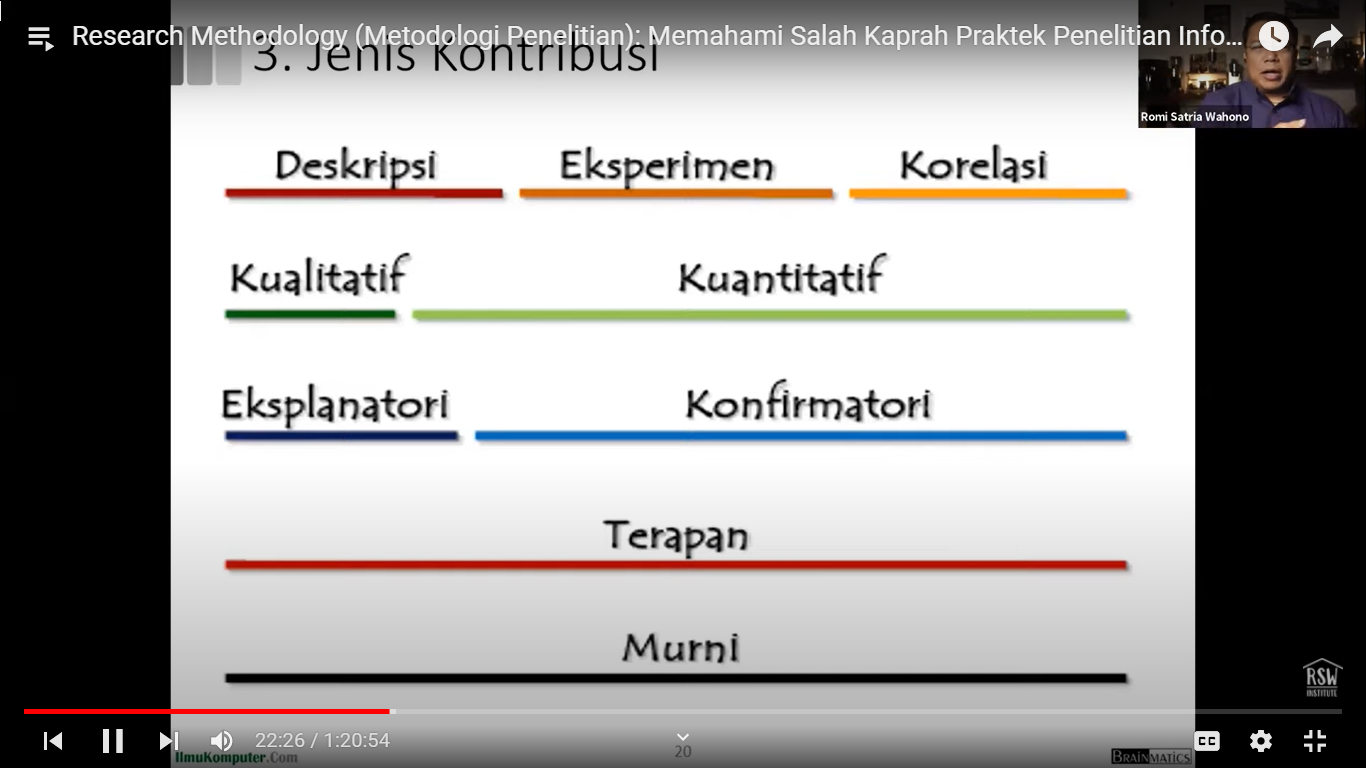 Research Methodology (Metodologi Penelitian): Memahami Salah Kaprah Praktek Penelitian Info...
3. Jenis Kontribusi
Romi Satria Wahono
Deskripsi Eksperimen Korelasi
Kualitatif Kuantitatif
Eksplanatori Konfirmatori
Terapan
Murni
RSW
INSTITUTE
22:26 / 1:20:54
CC
IlmuKomputer.Com
20
BRAINMATICS